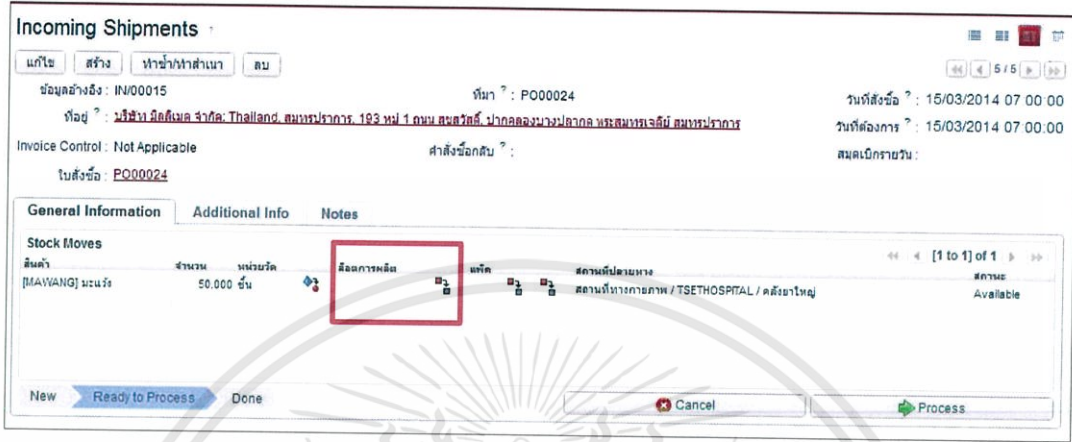 Incoming Shipments ?
แก้ไข สร้าง ทำซ้ำ/ทำสำเนา ลบ
5 / 5
ข้อมูลอ้างอิง : IN/00015 ที่มา ? : PO00024 วันที่สั่งซื้อ ? : 15/03/2014 07:00:00
ที่อยู่ ? : บริษัท มิลลิเมด จำกัด: Thailand, สมุทรปราการ, 193 หมู่ 1 ถนน สุขสวัสดิ์, ปากคลองบางปลากด พระสมุทรเจดีย์ สมุทรปราการ วันที่ต้องการ ? : 15/03/2014 07:00:00
Invoice Control : Not Applicable คำสั่งซื้อกลับ ? : สมุดเบิกรายวัน :
ใบสั่งซื้อ : PO00024
General Information Additional Info Notes
Stock Moves [1 to 1] of 1
สินค้า จำนวน หน่วยวัด ล็อตการผลิต แพ็ค สถานที่ปลายทาง สถานะ
[MAWANG] มะแว้ง 50.000 ชิ้น สถานที่ทางกายภาพ / TSETHOSPITAL / คลังยาใหญ่ Available
New Ready to Process Done Cancel Process